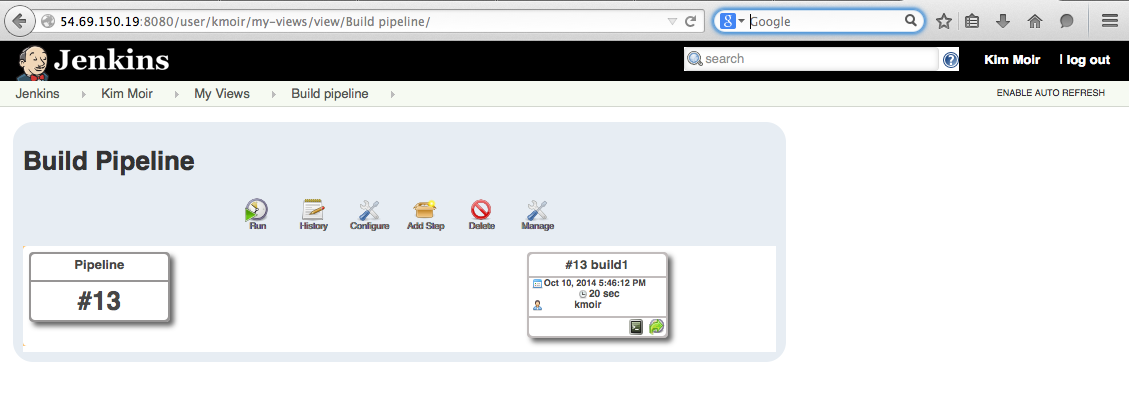 54.69.150.19:8080/user/kmoir/my-views/view/Build pipeline/
8 Google
Jenkins
search
?
Kim Moir | log out
Jenkins Kim Moir My Views Build pipeline
ENABLE AUTO REFRESH
Build Pipeline
Run History Configure Add Step Delete Manage
Pipeline
#13
#13 build1
Oct 10, 2014 5:46:12 PM
20 sec
kmoir